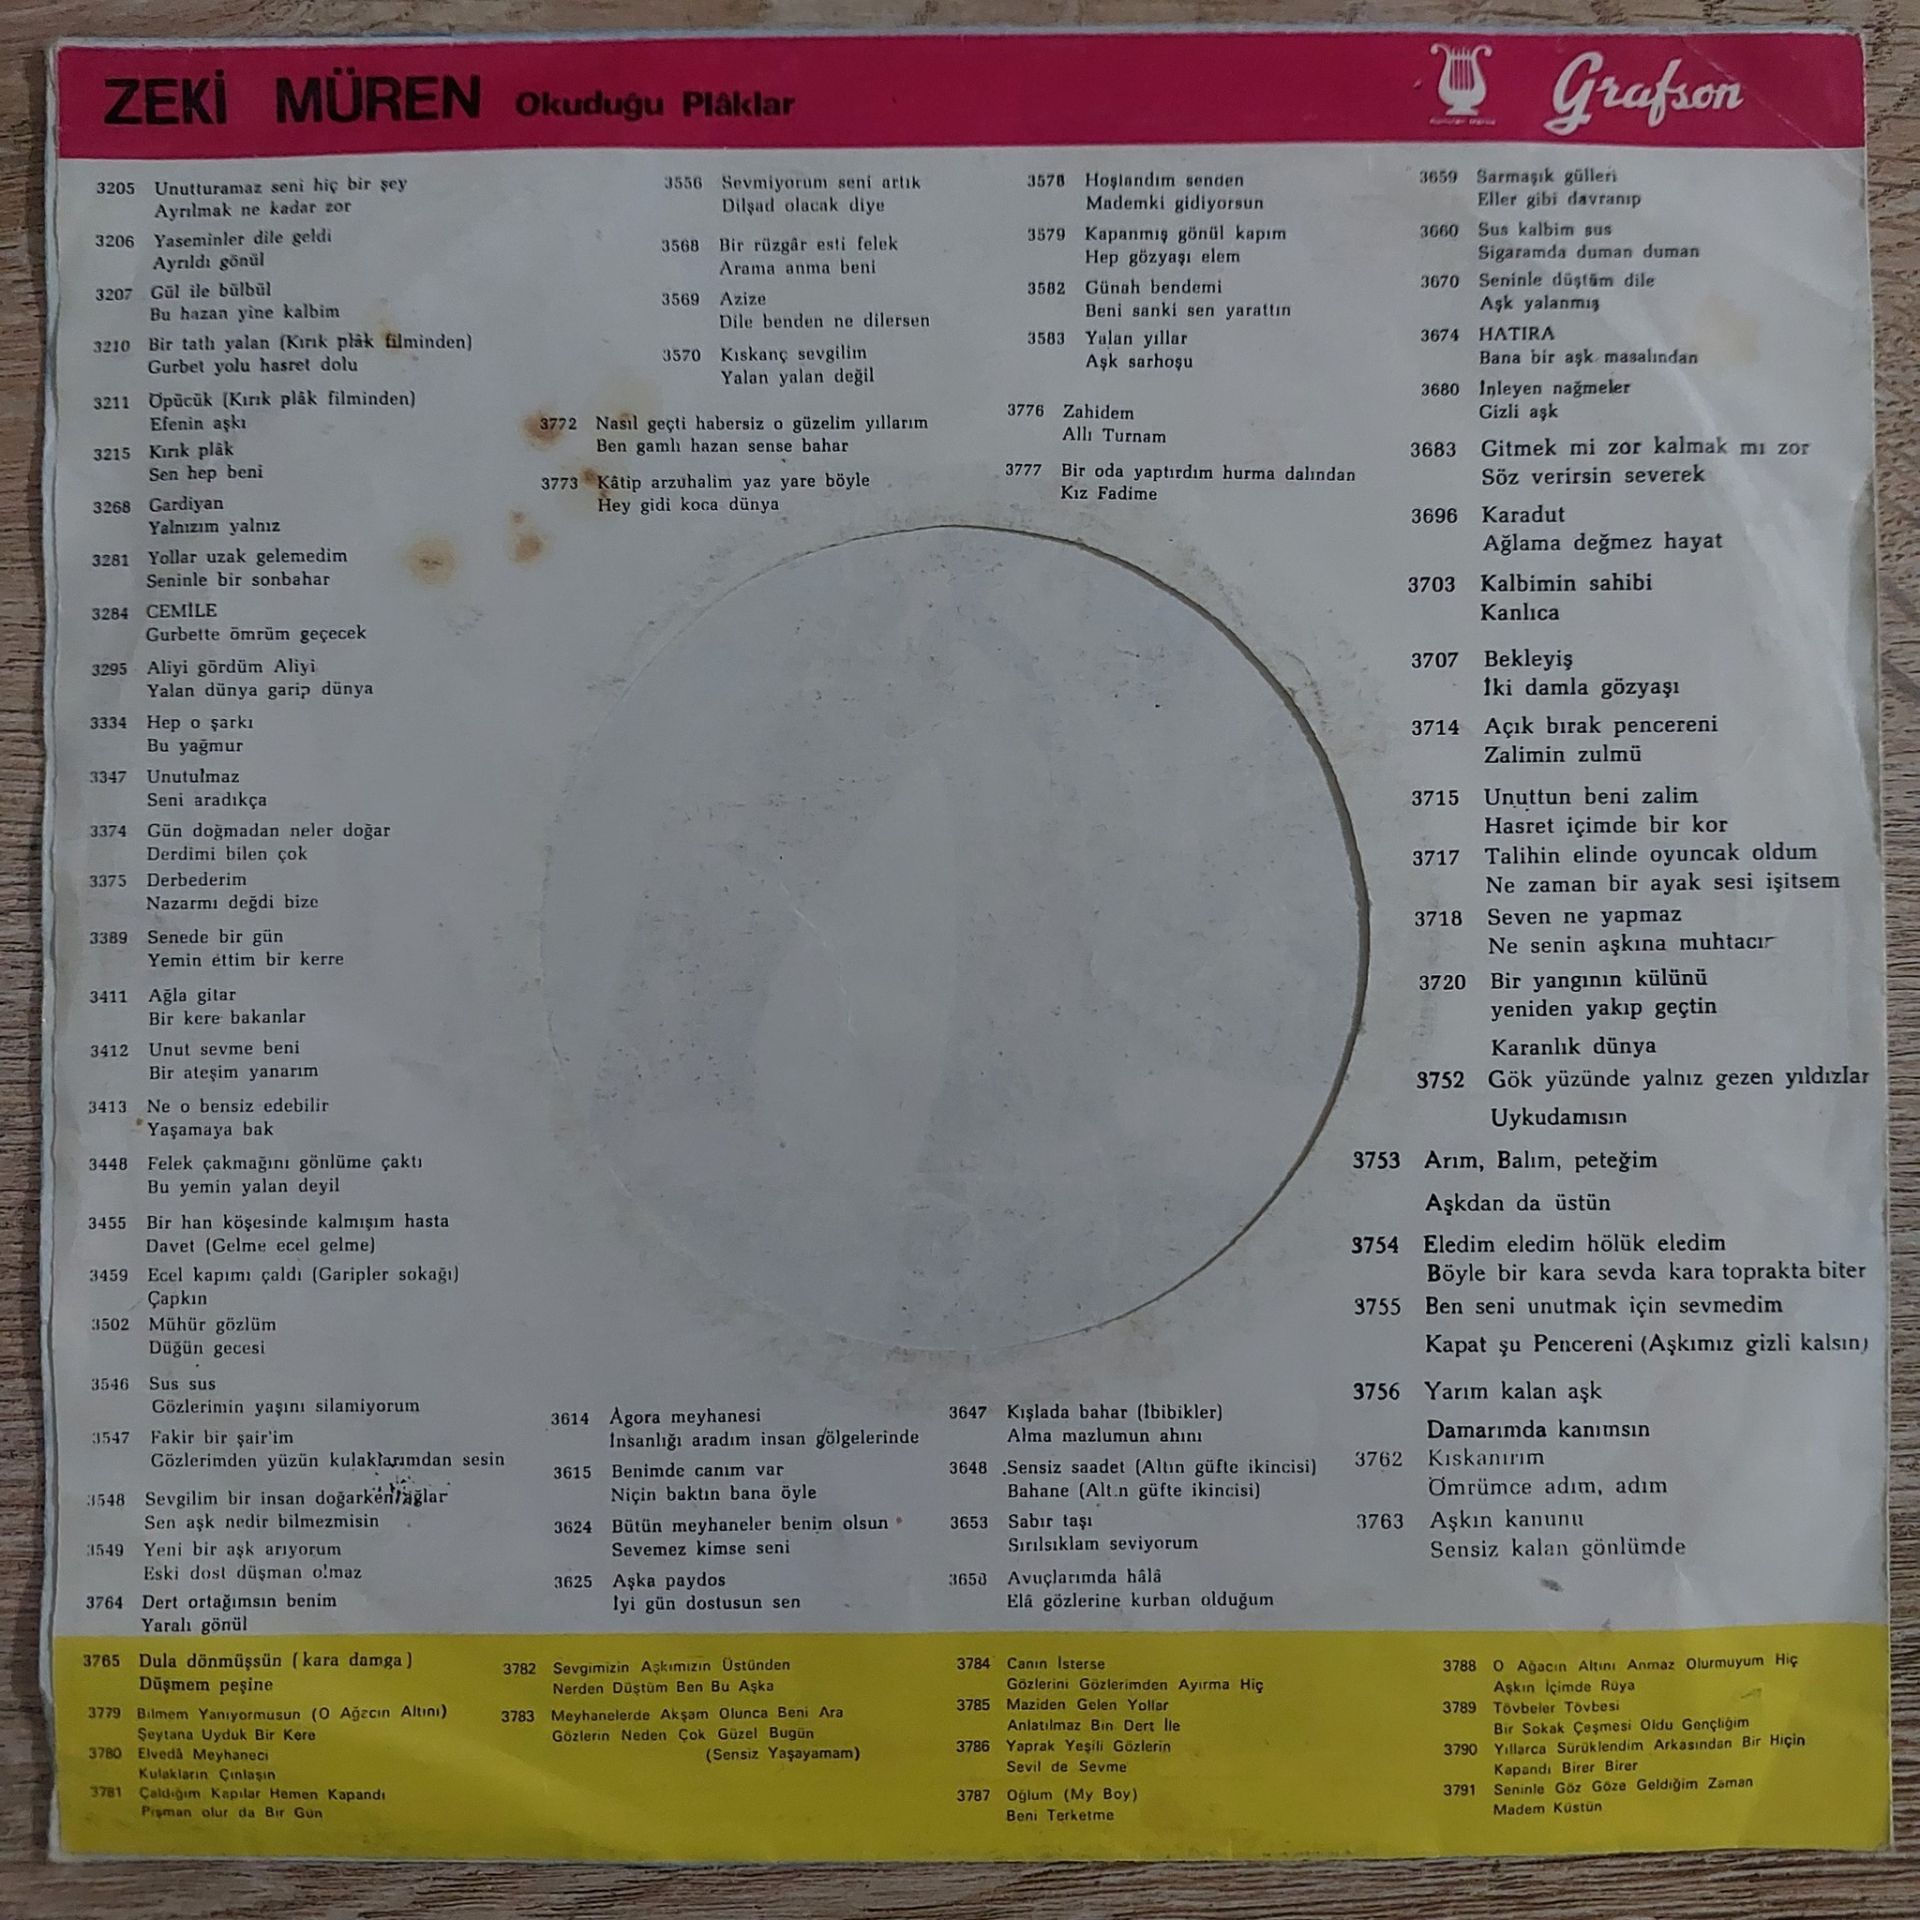 ZEKİ MÜREN Okuduğu Plâklar
Grafson
3205 Unutturamaz seni hiç bir şey
Ayrılmak ne kadar zor
3206 Yaseminler dile geldi
Ayrıldı gönül
3207 Gül ile bülbül
Bu hazan yine kalbim
3210 Bir tatlı yalan (Kırık plâk filminden)
Gurbet yolu hasret dolu
3211 Öpücük (Kırık plâk filminden)
Efenin aşkı
3215 Kırık plâk
Sen hep beni
3268 Gardiyan
Yalnızım yalnız
3281 Yollar uzak gelemedim
Seninle bir sonbahar
3284 CEMİLE
Gurbette ömrüm geçecek
3295 Aliyi gördüm Aliyi
Yalan dünya garip dünya
3334 Hep o şarkı
Bu yağmur
3347 Unutulmaz
Seni aradıkça
3374 Gün doğmadan neler doğar
Derdimi bilen çok
3375 Derbederim
Nazarmı değdi bize
3389 Senede bir gün
Yemin ettim bir kerre
3411 Ağla gitar
Bir kere bakanlar
3412 Unut sevme beni
Bir ateşim yanarım
3413 Ne o bensiz edebilir
Yaşamaya bak
3448 Felek çakmağını gönlüme çaktı
Bu yemin yalan deyil
3455 Bir han köşesinde kalmışım hasta
Davet (Gelme ecel gelme)
3459 Ecel kapımı çaldı (Garipler sokağı)
Çapkın
3502 Mühür gözlüm
Düğün gecesi
3546 Sus sus
Gözlerimin yaşını silamiyorum
3547 Fakir bir şair'im
Gözlerimden yüzün kulaklarımdan sesin
3548 Sevgilim bir insan doğarken ağlar
Sen aşk nedir bilmezmisin
3549 Yeni bir aşk arıyorum
Eski dost düşman olmaz
3764 Dert ortağımsın benim
Yaralı gönül
3556 Sevmiyorum seni artık
Dilşad olacak diye
3568 Bir rüzgâr esti felek
Arama anma beni
3569 Azize
Dile benden ne dilersen
3570 Kıskanç sevgilim
Yalan yalan değil
3772 Nasıl geçti habersiz o güzelim yıllarım
Ben gamlı hazan sense bahar
3773 Kâtip arzuhalim yaz yare böyle
Hey gidi koca dünya
3578 Hoşlandım senden
Mademki gidiyorsun
3579 Kapanmış gönül kapım
Hep gözyaşı elem
3582 Günah bendemi
Beni sanki sen yarattın
3583 Yalan yıllar
Aşk sarhoşu
3776 Zahidem
Allı Turnam
3777 Bir oda yaptırdım hurma dalından
Kız Fadime
3614 Agora meyhanesi
İnsanlığı aradım insan gölgelerinde
3615 Benimde canım var
Niçin baktın bana öyle
3624 Bütün meyhaneler benim olsun
Sevemez kimse seni
3625 Aşka paydos
İyi gün dostusun sen
3647 Kışlada bahar (İbibikler)
Alma mazlumun ahını
3648 Sensiz saadet (Altın güfte ikincisi)
Bahane (Alt.n güfte ikincisi)
3653 Sabır taşı
Sırılsıklam seviyorum
3658 Avuçlarımda hâlâ
Elâ gözlerine kurban olduğum
3659 Sarmaşık gülleri
Eller gibi davranıp
3660 Sus kalbim sus
Sigaramda duman duman
3670 Seninle düştüm dile
Aşk yalanmış
3674 HATIRA
Bana bir aşk masalından
3680 İnleyen nağmeler
Gizli aşk
3683 Gitmek mi zor kalmak mı zor
Söz verirsin severek
3696 Karadut
Ağlama değmez hayat
3703 Kalbimin sahibi
Kanlıca
3707 Bekleyiş
İki damla gözyaşı
3714 Açık bırak pencereni
Zalimin zulmü
3715 Unuttun beni zalim
Hasret içimde bir kor
3717 Talihin elinde oyuncak oldum
Ne zaman bir ayak sesi işitsem
3718 Seven ne yapmaz
Ne senin aşkına muhtacır
3720 Bir yangının külünü
yeniden yakıp geçtin
Karanlık dünya
3752 Gök yüzünde yalnız gezen yıldızlar
Uykudamısın
3753 Arım, Balım, peteğim
Aşkdan da üstün
3754 Eledim eledim hölük eledim
Böyle bir kara sevda kara toprakta biter
3755 Ben seni unutmak için sevmedim
Kapat şu Pencereni (Aşkımız gizli kalsın)
3756 Yarım kalan aşk
Damarımda kanımsın
3762 Kıskanırım
Ömrümce adım, adım
3763 Aşkın kanunu
Sensiz kalan gönlümde
3765 Dula dönmüşsün (kara damga)
Düşmem peşine
3779 Bilmem Yanıyormusun (O Ağacın Altını)
Şeytana Uyduk Bir Kere
3780 Elvedâ Meyhaneci
Kulakların Çınlasın
3781 Çaldığım Kapılar Hemen Kapandı
Pişman olur da Bir Gün
3782 Sevgimizin Aşkımızın Üstünden
Nerden Düştüm Ben Bu Aşka
3783 Meyhanelerde Akşam Olunca Beni Ara
Gözlerin Neden Çok Güzel Bugün
(Sensiz Yaşayamam)
3784 Canın İsterse
Gözlerini Gözlerimden Ayırma Hiç
3785 Maziden Gelen Yollar
Anlatılmaz Bin Dert İle
3786 Yaprak Yeşili Gözlerin
Sevil de Sevme
3787 Oğlum (My Boy)
Beni Terketme
3788 O Ağacın Altını Anmaz Olurmuyum Hiç
Aşkın İçimde Rüya
3789 Tövbeler Tövbesi
Bir Sokak Çeşmesi Oldu Gençliğim
3790 Yıllarca Sürüklendim Arkasından Bir Hiçin
Kapandı Birer Birer
3791 Seninle Göz Göze Geldiğim Zaman
Madem Küstün